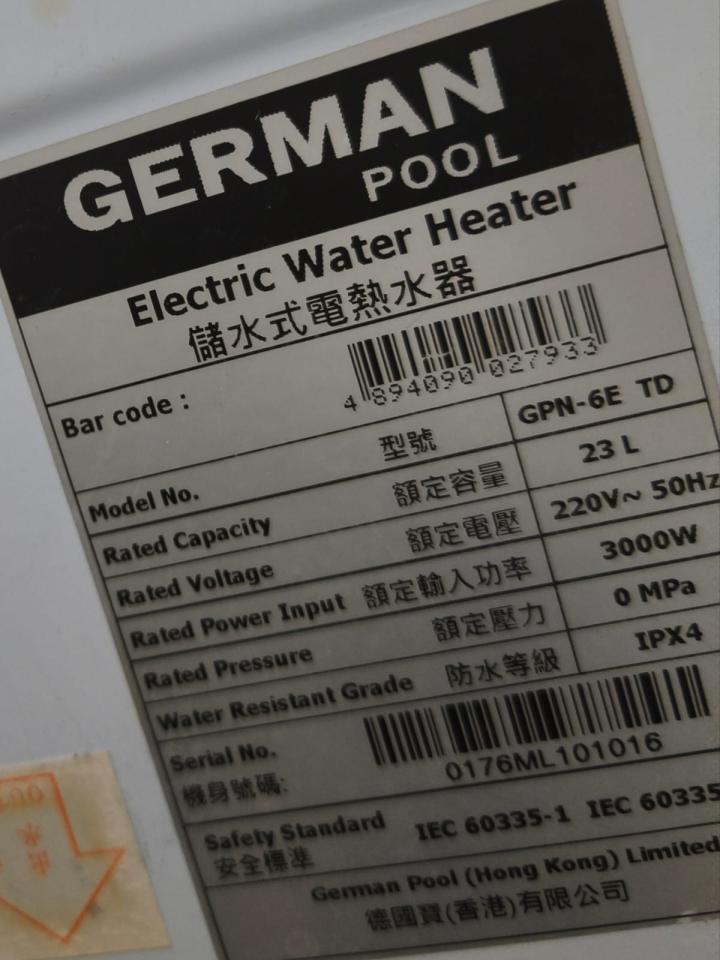 GERMAN
POOL
Electric Water Heater
儲水式電熱水器
Bar code :
4 894090 027933
Model No. 型號 GPN-6E TD
Rated Capacity 額定容量 23 L
Rated Voltage 額定電壓 220V~ 50Hz
Rated Power Input 額定輸入功率 3000W
Rated Pressure 額定壓力 0 MPa
Water Resistant Grade 防水等級 IPX4
Serial No.
機身號碼:
0176ML101016
Safety Standard IEC 60335-1 IEC 60335
安全標準
German Pool (Hong Kong) Limited
德國寶(香港)有限公司
出水